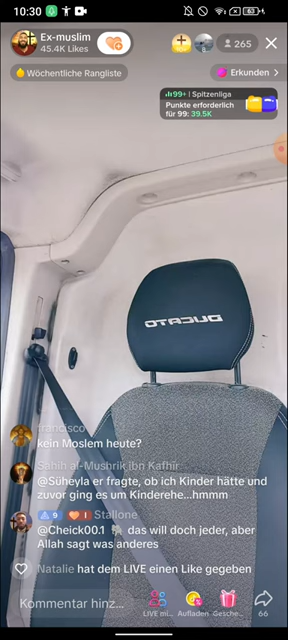 10:30
Ex-muslim
45.4K Likes
265
Wöchentliche Rangliste
Erkunden >
99+ | Spitzenliga
Punkte erforderlich
für 99: 39.5K
DUCATO
francisco
kein Moslem heute?
Sahih al-Mushrik ibn Kafhir
@Süheyla er fragte, ob ich Kinder hätte und
zuvor ging es um Kinderehe...hmmm
9 1 Stallone
@Cheick00.1 das will doch jeder, aber
Allah sagt was anderes
Natalie hat dem LIVE einen Like gegeben
Kommentar hinz...
LIVE mi...
Aufladen
Gesche...
66